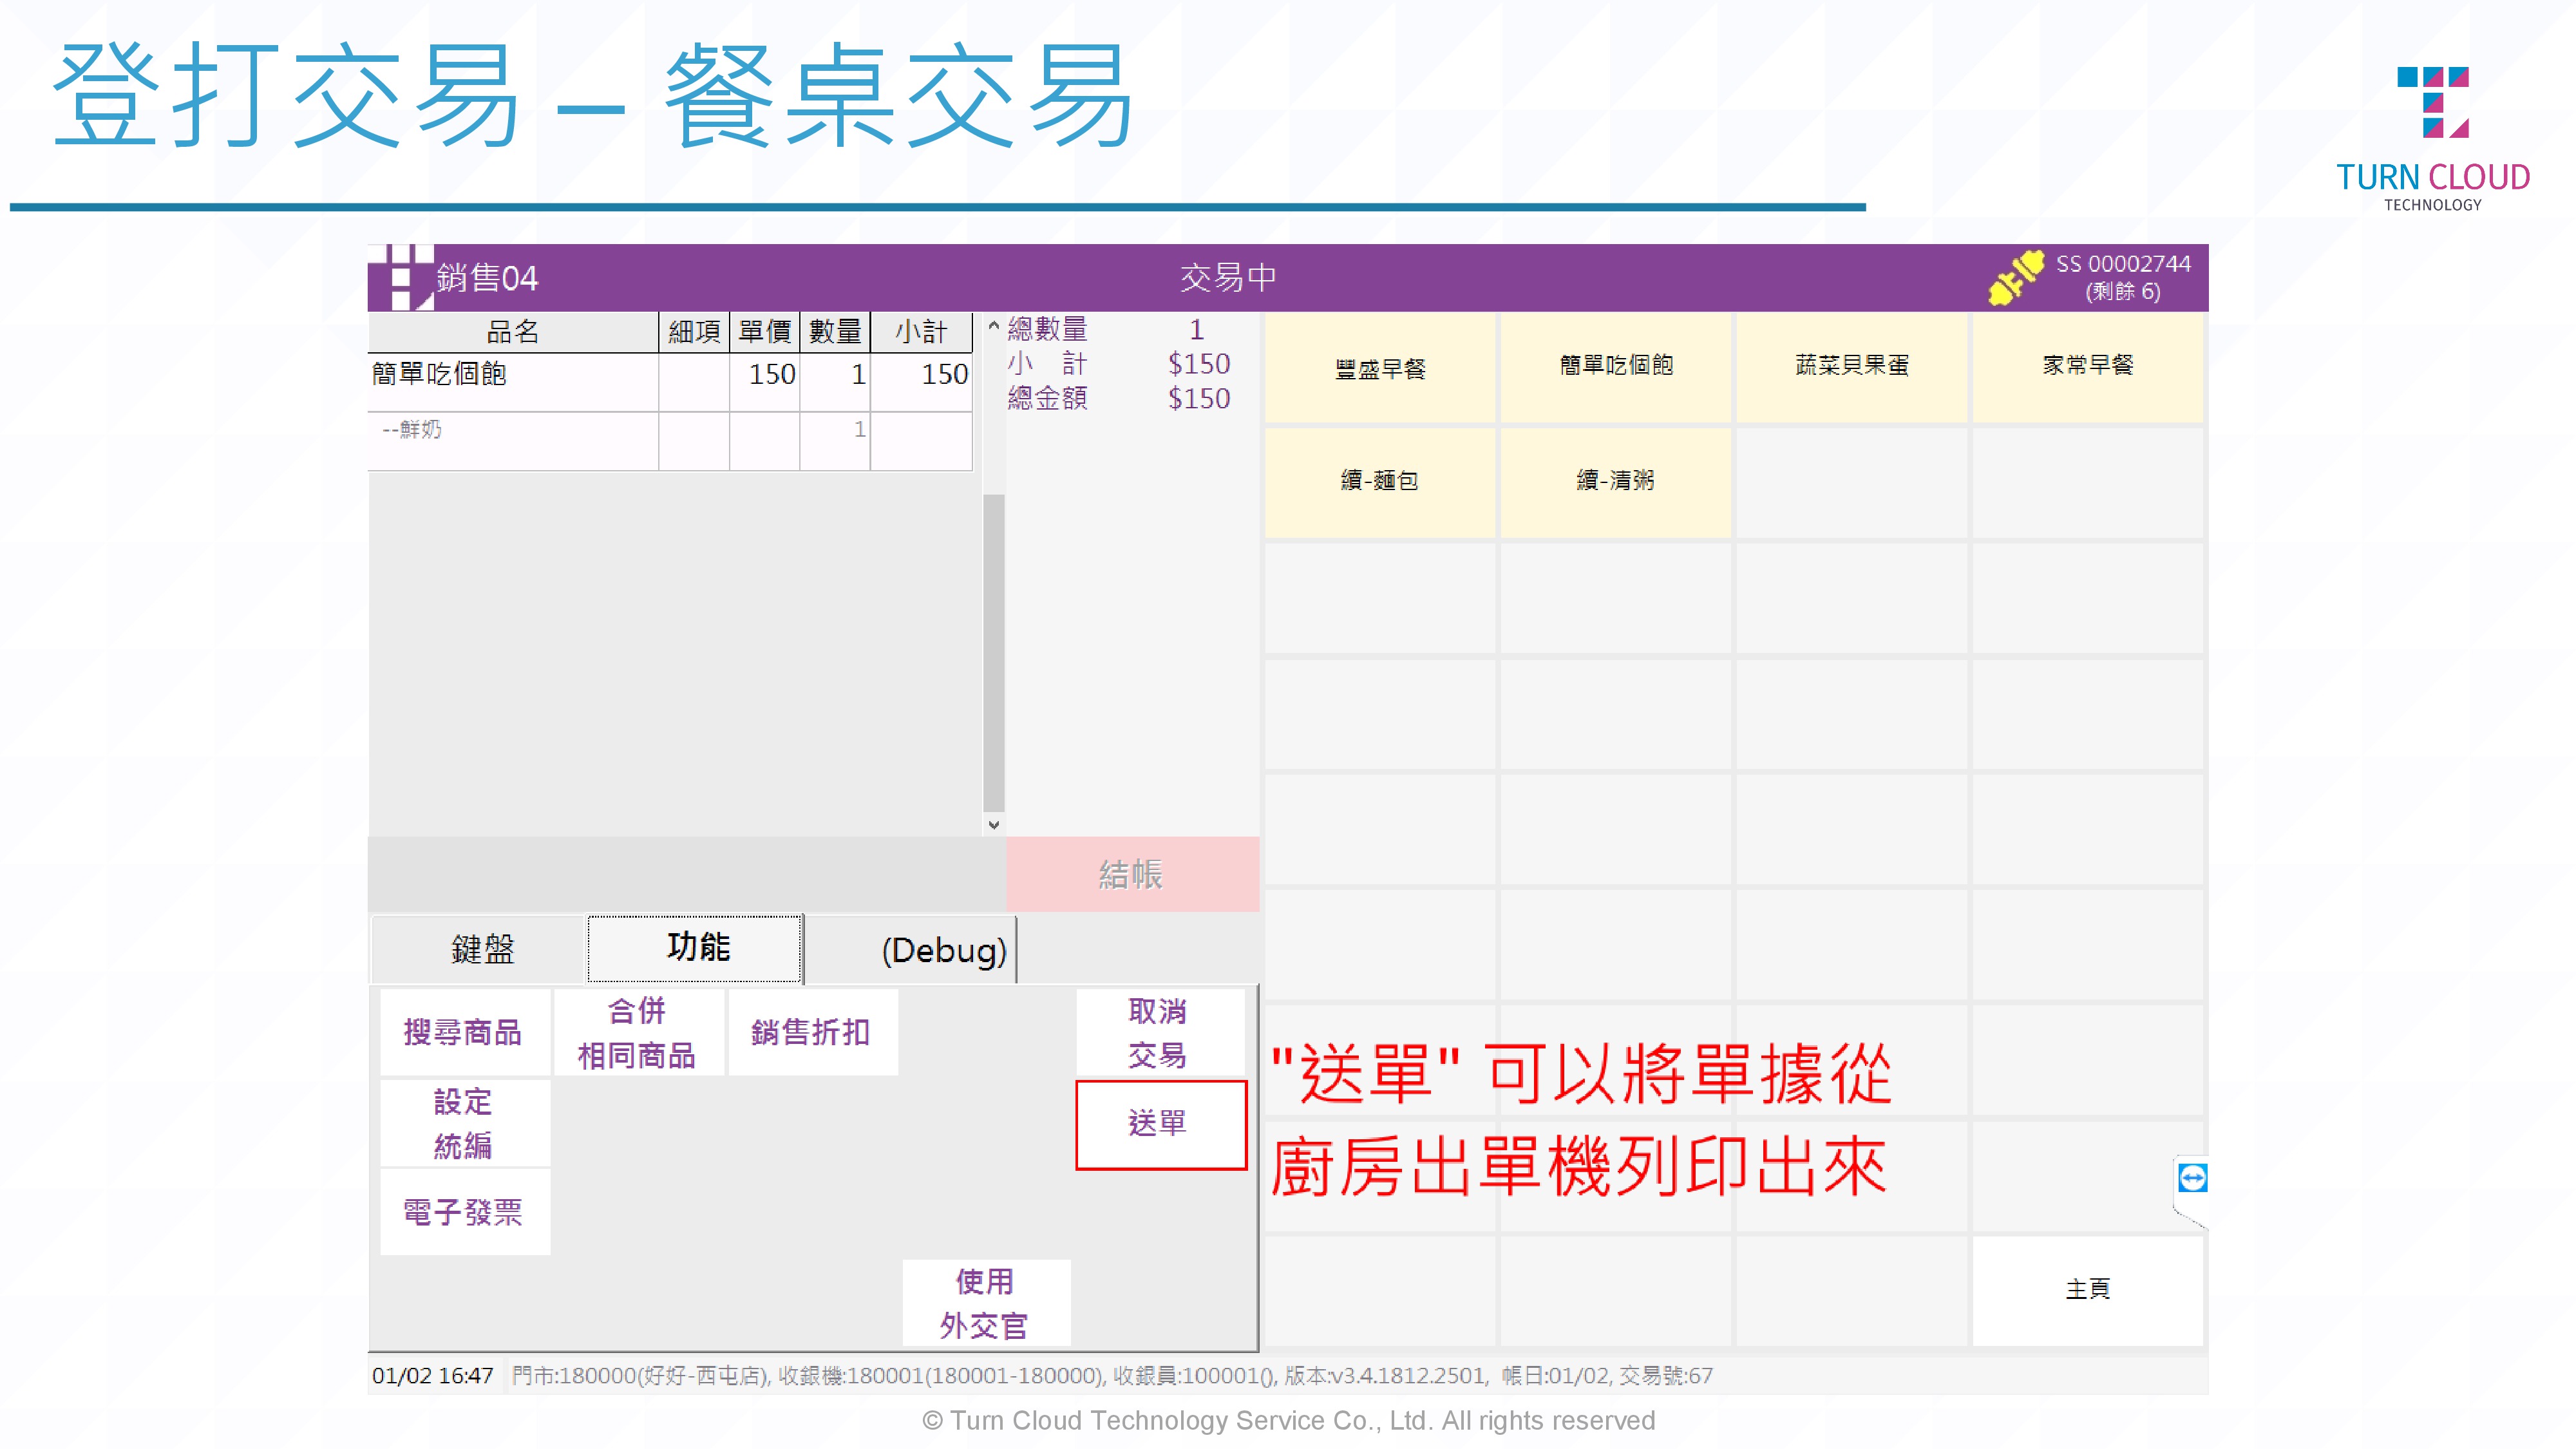 登打交易 – 餐桌交易
TURN CLOUD
TECHNOLOGY
銷售04
交易中
SS 00002744
(剩餘 6)
品名 細項 單價 數量 小計
簡單吃個飽 150 1 150
--鮮奶 1
總數量 1
小 計 $150
總金額 $150
豐盛早餐 簡單吃個飽 蔬菜貝果蛋 家常早餐
續-麵包 續-清粥
結帳
鍵盤 功能 (Debug)
搜尋商品
合併
相同商品
銷售折扣
取消
交易
設定
統編
送單
電子發票
使用
外交官
"送單" 可以將單據從
廚房出單機列印出來
主頁
01/02 16:47 門市:180000(好好-西屯店), 收銀機:180001(180001-180000), 收銀員:100001(), 版本:v3.4.1812.2501, 帳日:01/02, 交易號:67
© Turn Cloud Technology Service Co., Ltd. All rights reserved